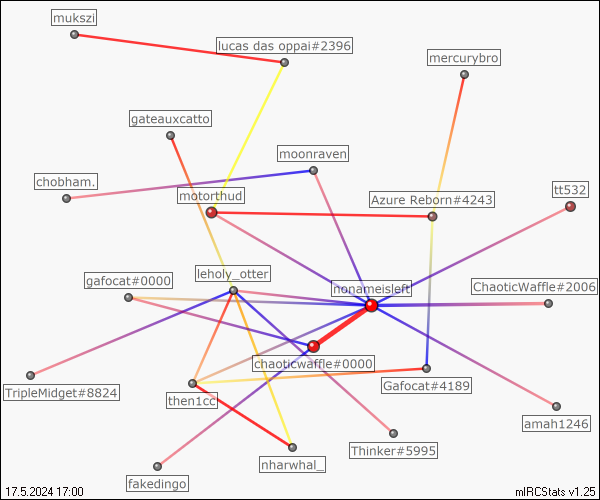 mukszi
lucas das oppai#2396
mercurybro
gateauxcatto
moonraven
chobham.
motorthud
Azure Reborn#4243
tt532
leholy_otter
gafocat#0000
nonameisleft
ChaoticWaffle#2006
chaoticwaffle#0000
TripleMidget#8824
then1cc
Gafocat#4189
amah1246
Thinker#5995
nharwhal_
fakedingo
17.5.2024 17:00
mIRCStats v1.25